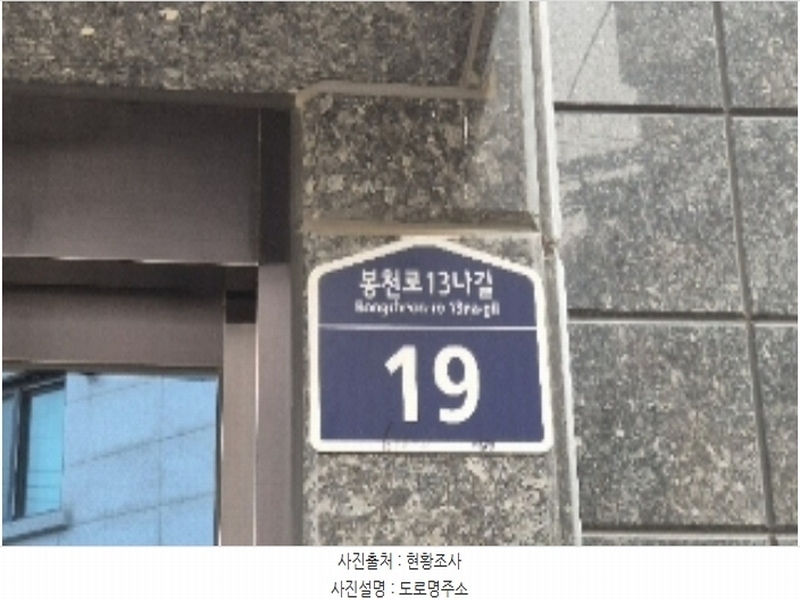 봉천로13나길
Bongcheon-ro 13na-gil
19
사진출처 : 현황조사
사진설명 : 도로명주소